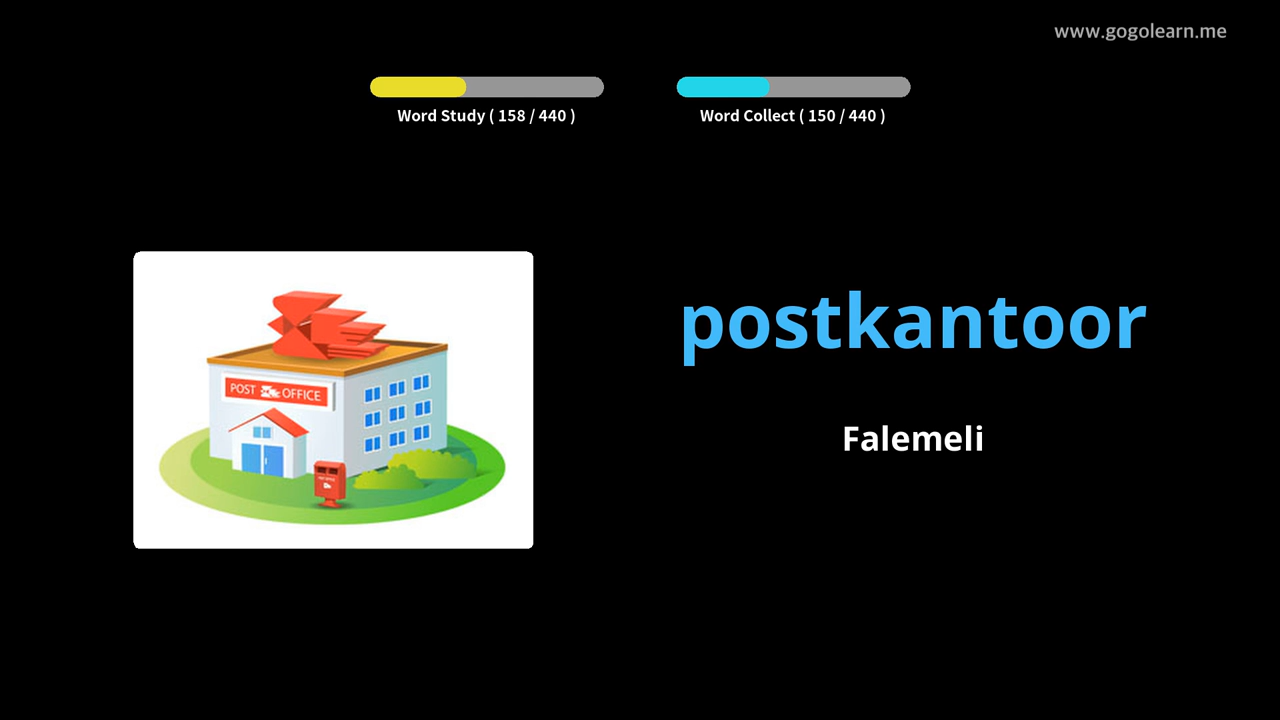 www.gogolearn.me
Word Study ( 158 / 440 )
Word Collect ( 150 / 440 )
POST OFFICE
postkantoor
Falemeli